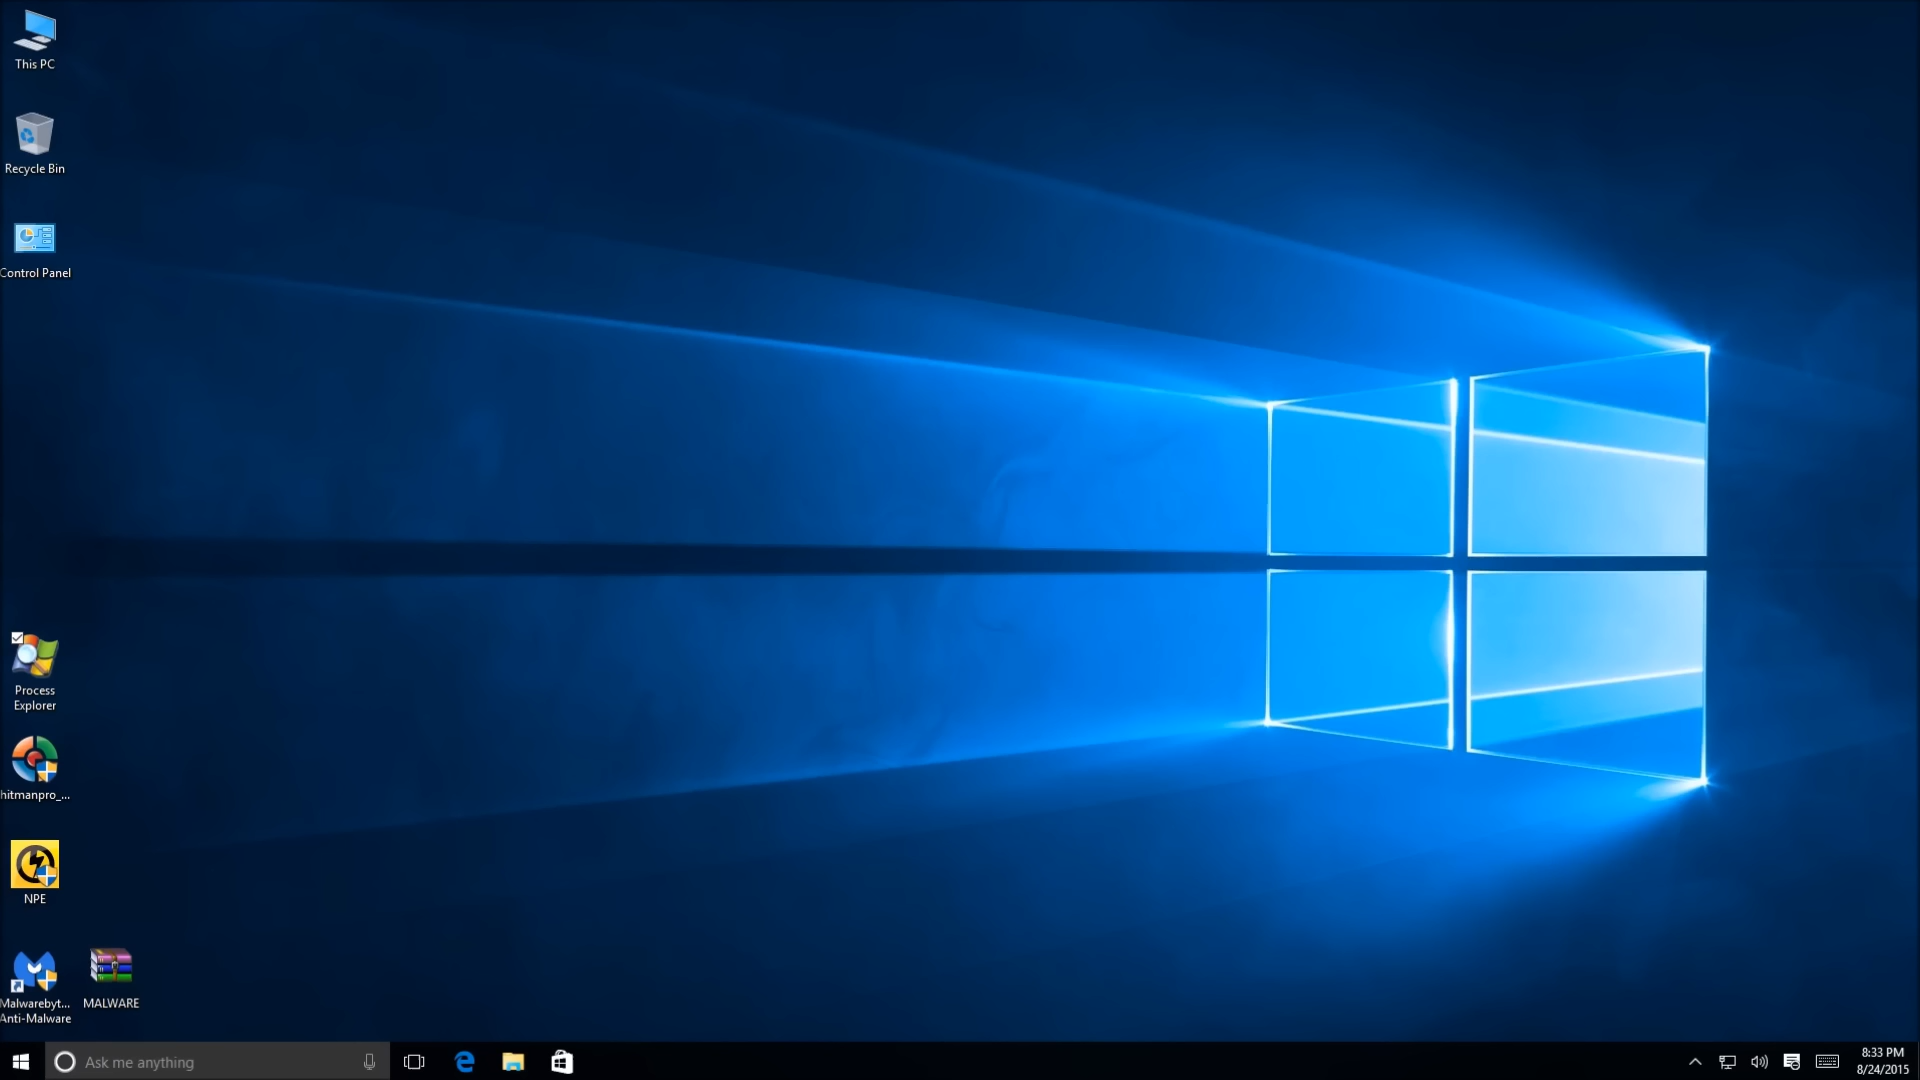 This PC
Recycle Bin
Control Panel
Process
Explorer
hitmanpro_...
NPE
Malwarebyt...
Anti-Malware
MALWARE
Ask me anything
8:33 PM
8/24/2015